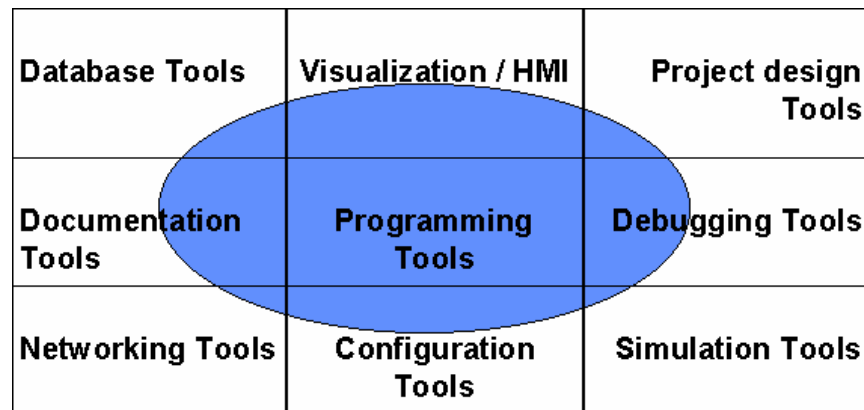 Database Tools
Visualization / HMI
Project design
Tools
Documentation
Tools
Programming
Tools
Debugging Tools
Networking Tools
Configuration
Tools
Simulation Tools